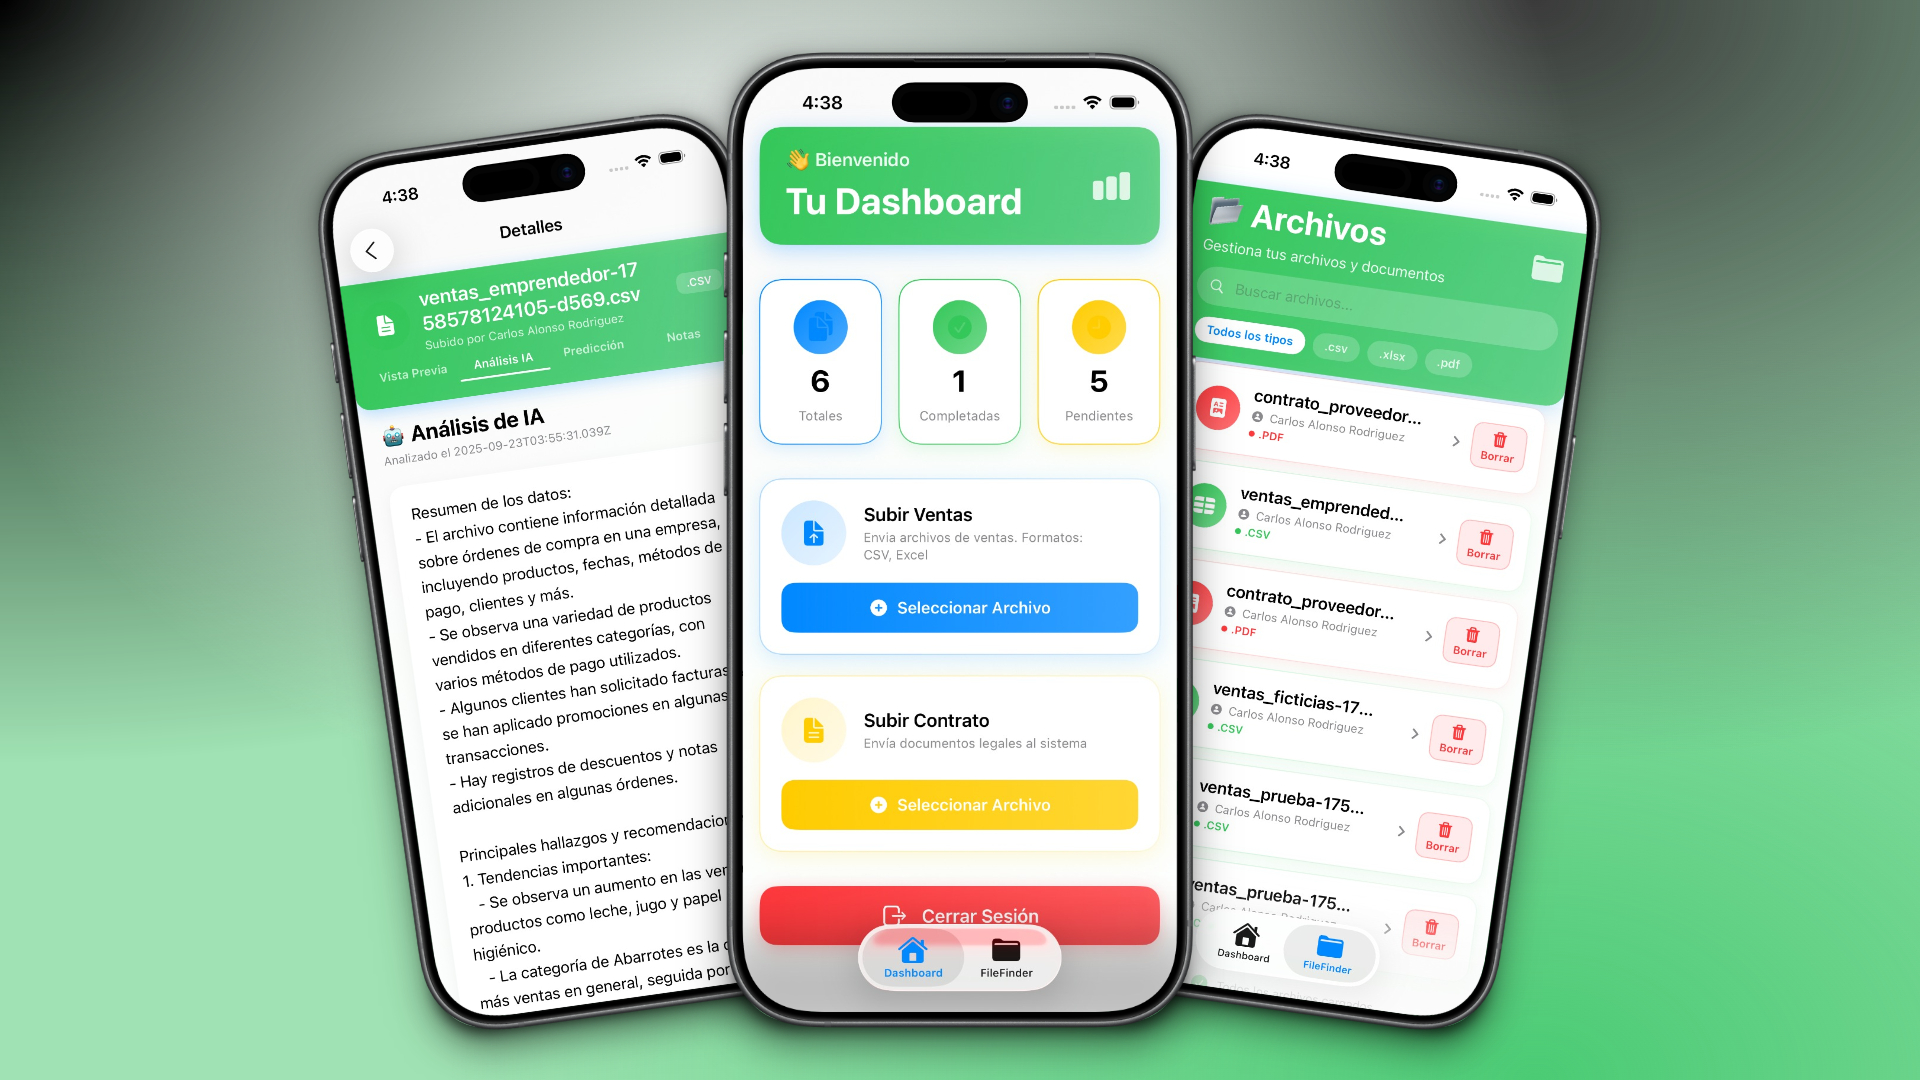 4:38
Detalles
ventas_emprendedor-17
58578124105-d569.csv
.CSV
Subido por Carlos Alonso Rodriguez
Vista Previa
Análisis IA
Predicción
Notas
Análisis de IA
Analizado el 2025-09-23T03:55:31.039Z
Resumen de los datos:
- El archivo contiene información detallada
sobre órdenes de compra en una empresa,
incluyendo productos, fechas, métodos de
pago, clientes y más.
- Se observa una variedad de productos
vendidos en diferentes categorías, con
varios métodos de pago utilizados.
- Algunos clientes han solicitado facturas
se han aplicado promociones en algunas
transacciones.
- Hay registros de descuentos y notas
adicionales en algunas órdenes.
Principales hallazgos y recomendacion
1. Tendencias importantes:
- Se observa un aumento en las ven
productos como leche, jugo y papel
higiénico.
- La categoría de Abarrotes es la
más ventas en general, seguida por
4:38
👋 Bienvenido
Tu Dashboard
6
Totales
1
Completadas
5
Pendientes
Subir Ventas
Envia archivos de ventas. Formatos:
CSV, Excel
Seleccionar Archivo
Subir Contrato
Envía documentos legales al sistema
Seleccionar Archivo
Cerrar Sesión
Dashboard
FileFinder
4:38
Archivos
Gestiona tus archivos y documentos
Buscar archivos...
Todos los tipos
.csv
.xlsx
.pdf
contrato_proveedor...
Carlos Alonso Rodriguez
.PDF
Borrar
ventas_emprended...
Carlos Alonso Rodriguez
.CSV
Borrar
contrato_proveedor...
Carlos Alonso Rodriguez
.PDF
Borrar
ventas_ficticias-17...
Carlos Alonso Rodriguez
.CSV
Borrar
ventas_prueba-175...
Carlos Alonso Rodriguez
.CSV
Borrar
ventas_prueba-175...
Carlos Alonso Rodriguez
Borrar
Dashboard
FileFinder